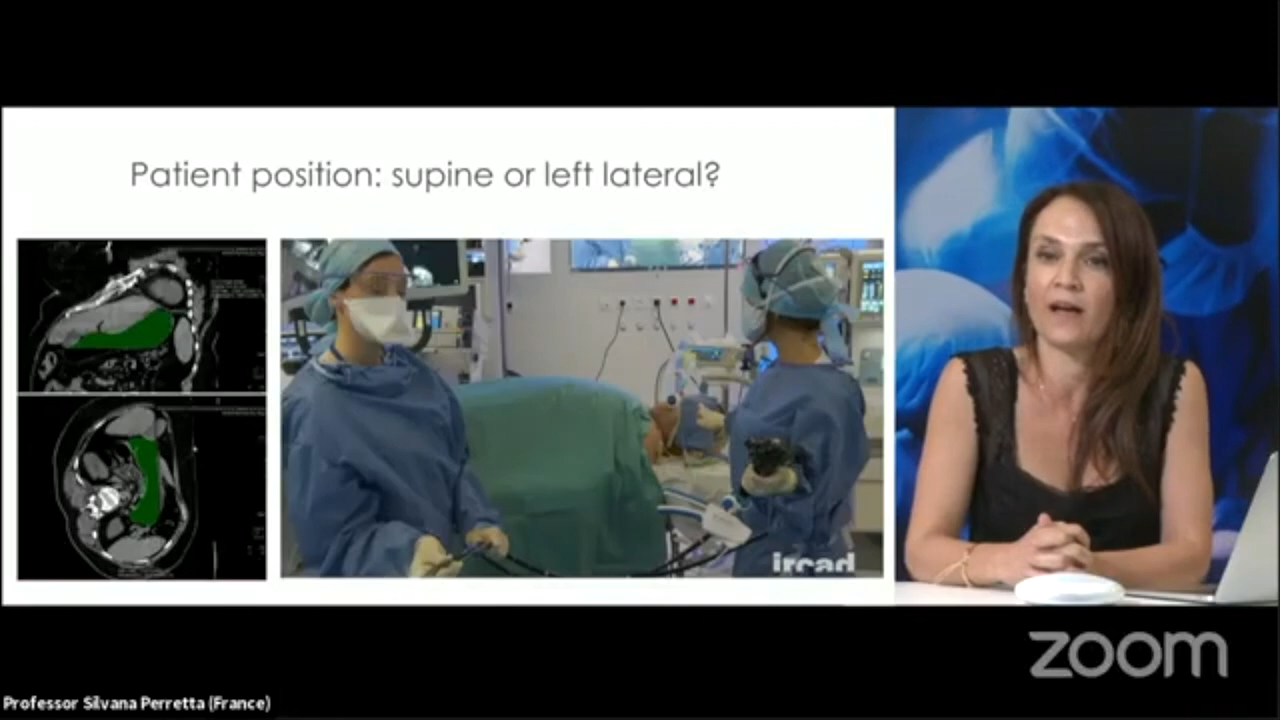 Patient position: supine or left lateral?
ircad
zoom
Professor Silvana Perretta (France)